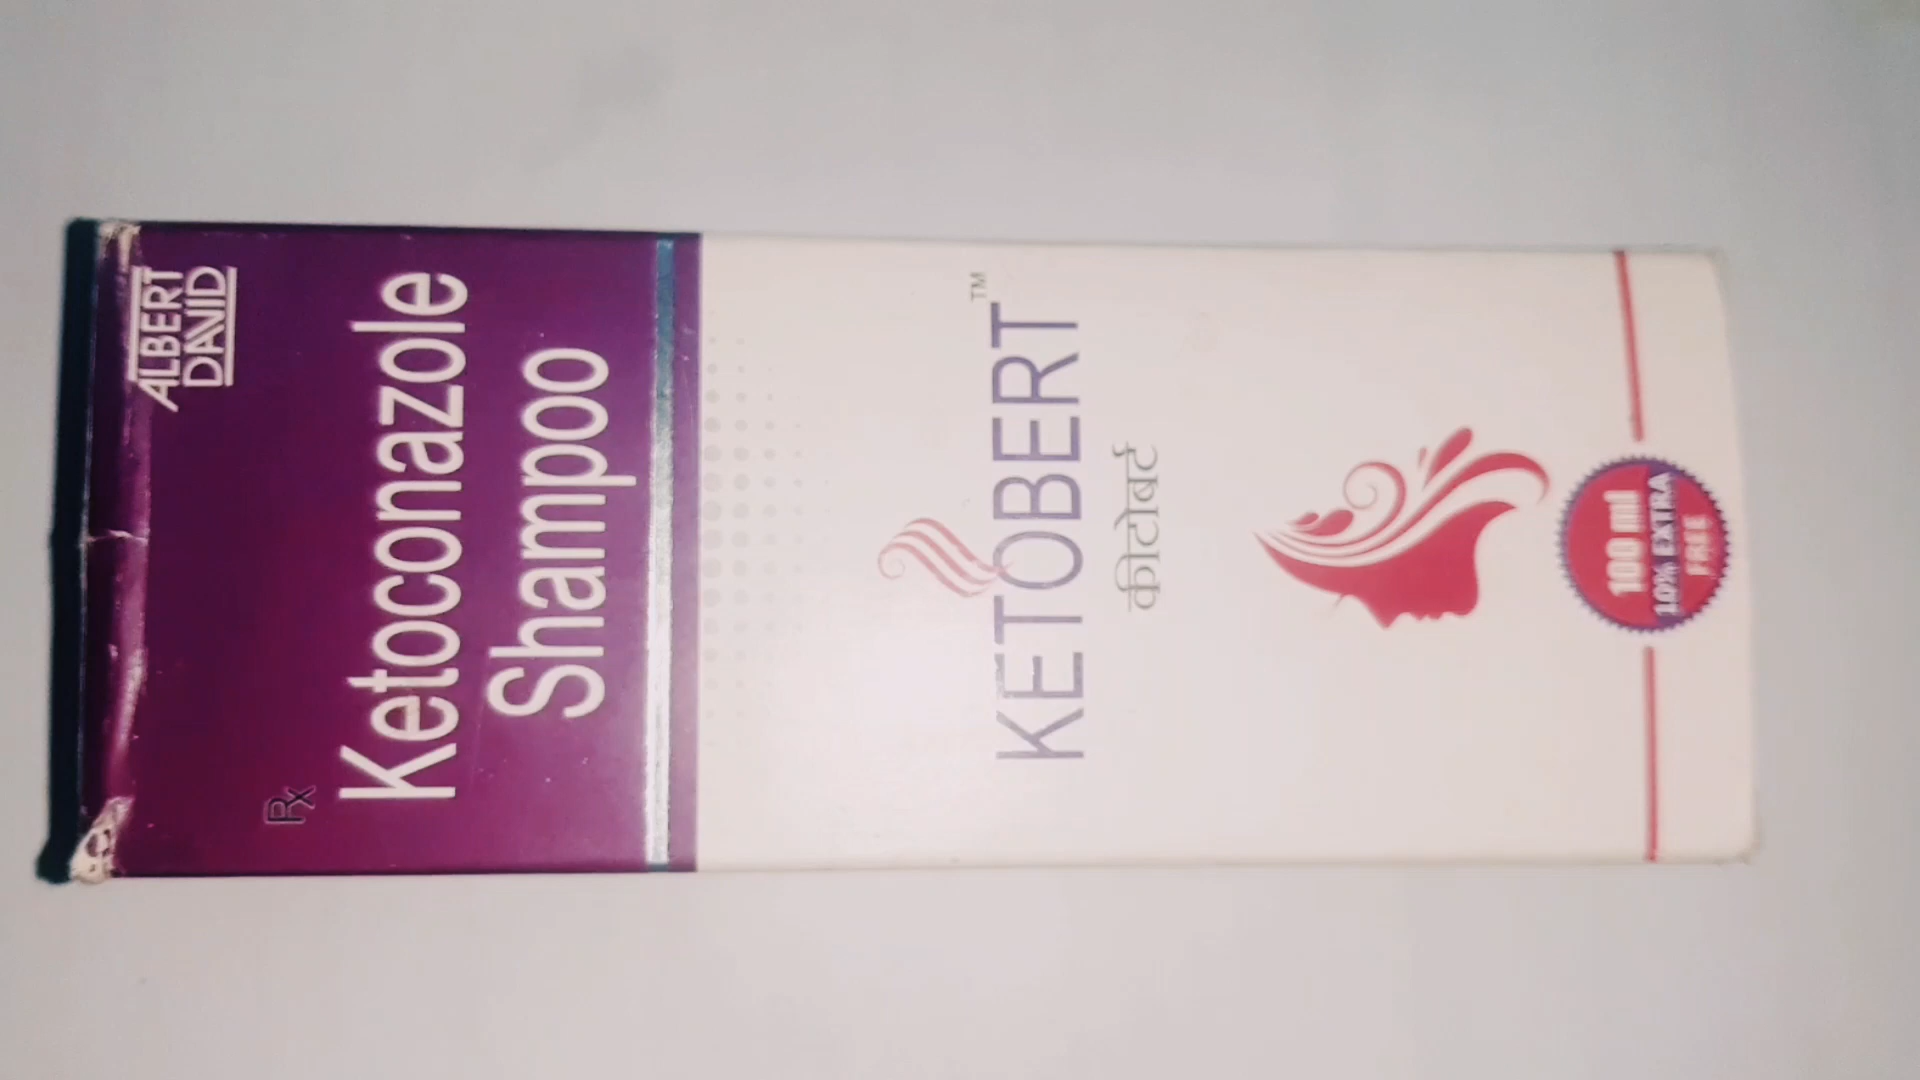 ALBERT
DAVID
Rx
Ketoconazole
Shampoo
KETOBERT™
कीटोबर्ट
100 ml
10% EXTRA
FREE